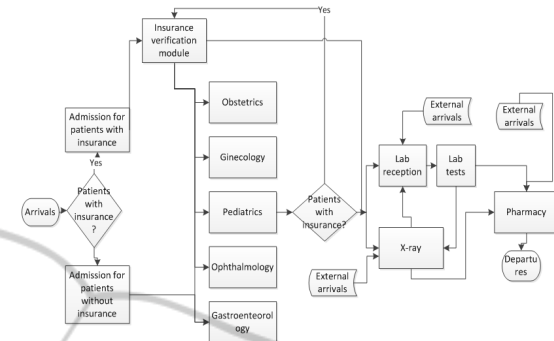 Yes
Insurance
verification
module
Obstetrics
External
arrivals
External
arrivals
Admission for
patients with
insurance
Yes
Ginecology
Lab
reception
Lab
tests
Arrivals
Patients
with
insurance
?
Pediatrics
Patients
with
insurance?
Pharmacy
X-ray
Admission for
patients
without
insurance
Ophthalmology
External
arrivals
Departu
res
Gastroenteorol
ogy